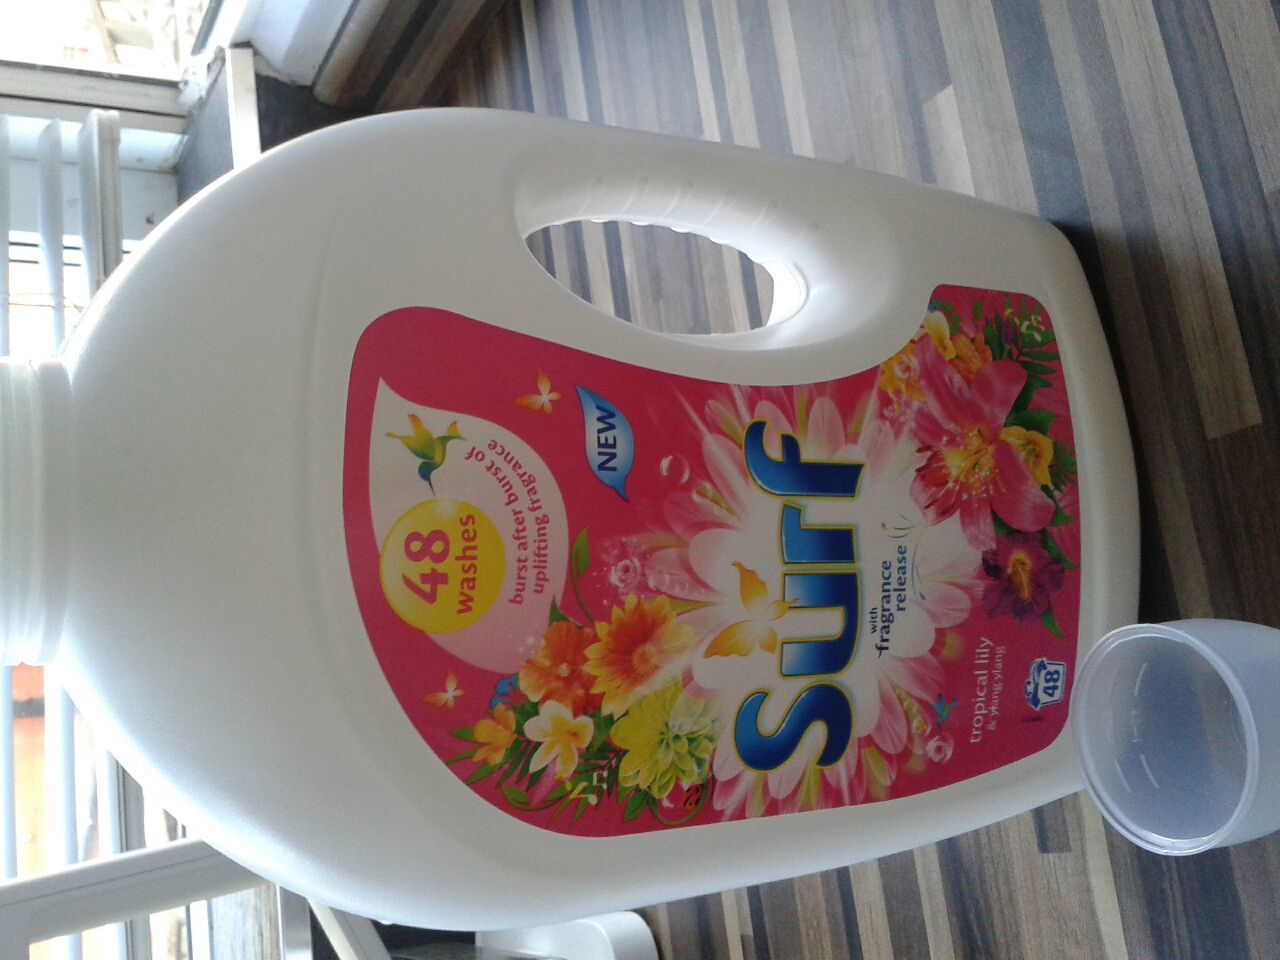 48
washes
burst after burst of
uplifting fragrance
NEW
Surf
with
fragrance
release
tropical lily
& ylang ylang
48